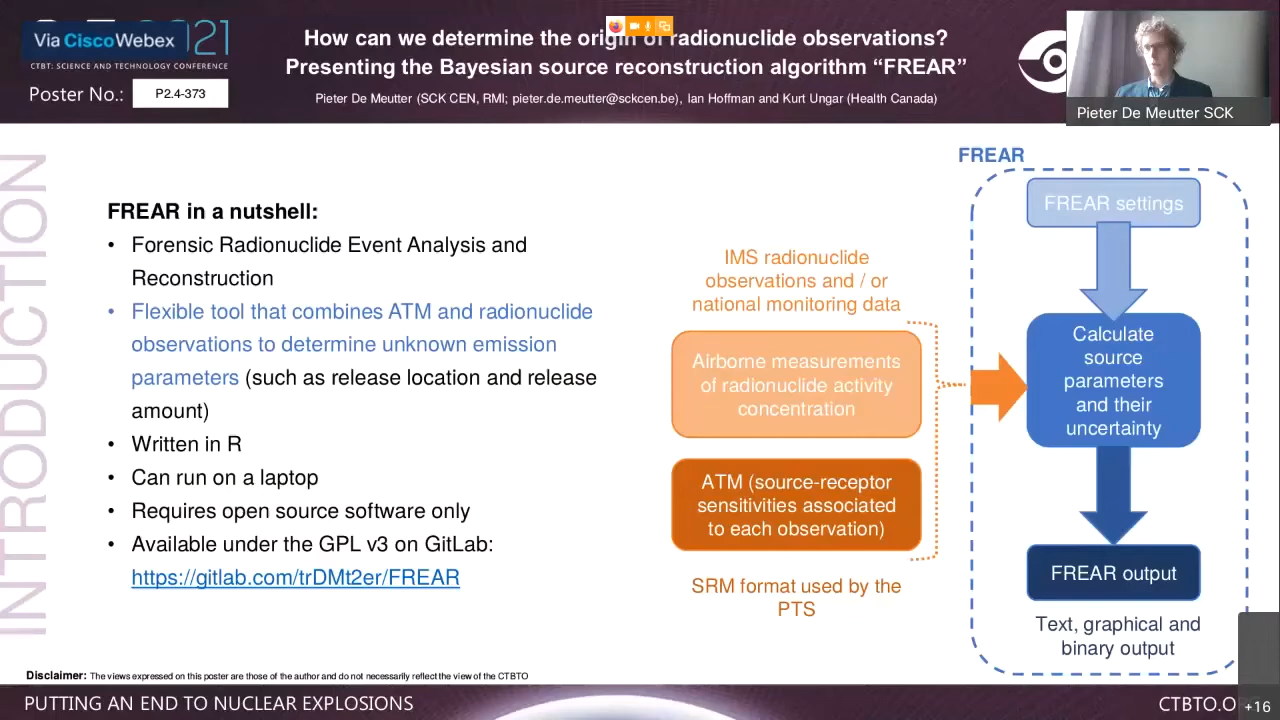 Via Cisco Webex
21
CTBT: SCIENCE AND TECHNOLOGY CONFERENCE
Poster No.:
P2.4-373
How can we determine the origin of radionuclide observations?
Presenting the Bayesian source reconstruction algorithm “FREAR”
Pieter De Meutter (SCK CEN, RMI; pieter.de.meutter@sckcen.be), Ian Hoffman and Kurt Ungar (Health Canada)
Pieter De Meutter SCK
INTRODUCTION
FREAR in a nutshell:
• Forensic Radionuclide Event Analysis and
Reconstruction
• Flexible tool that combines ATM and radionuclide
observations to determine unknown emission
parameters (such as release location and release
amount)
• Written in R
• Can run on a laptop
• Requires open source software only
• Available under the GPL v3 on GitLab:
https://gitlab.com/trDMt2er/FREAR
IMS radionuclide
observations and / or
national monitoring data
Airborne measurements
of radionuclide activity
concentration
ATM (source-receptor
sensitivities associated
to each observation)
SRM format used by the
PTS
FREAR
FREAR settings
Calculate
source
parameters
and their
uncertainty
FREAR output
Text, graphical and
binary output
Disclaimer: The views expressed on this poster are those of the author and do not necessarily reflect the view of the CTBTO
PUTTING AN END TO NUCLEAR EXPLOSIONS
CTBTO.O
+16